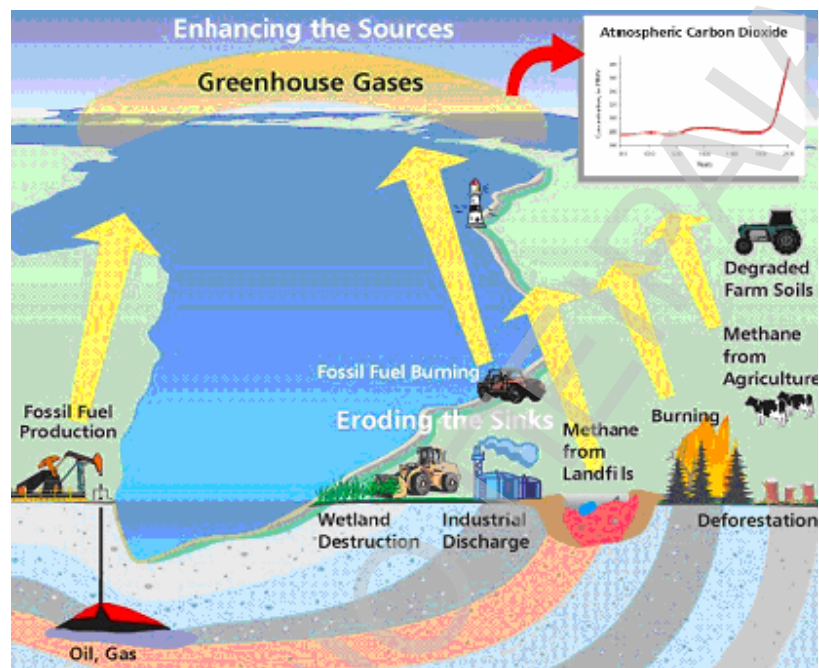 Enhancing the Sources
Greenhouse Gases
Atmospheric Carbon Dioxide
Years
Degraded
Farm Soils
Methane
from
Agriculture
Fossil Fuel Burning
Fossil Fuel
Production
Eroding the Sinks
Methane
from
Landfills
Burning
Wetland
Destruction
Industrial
Discharge
Deforestation
Oil, Gas